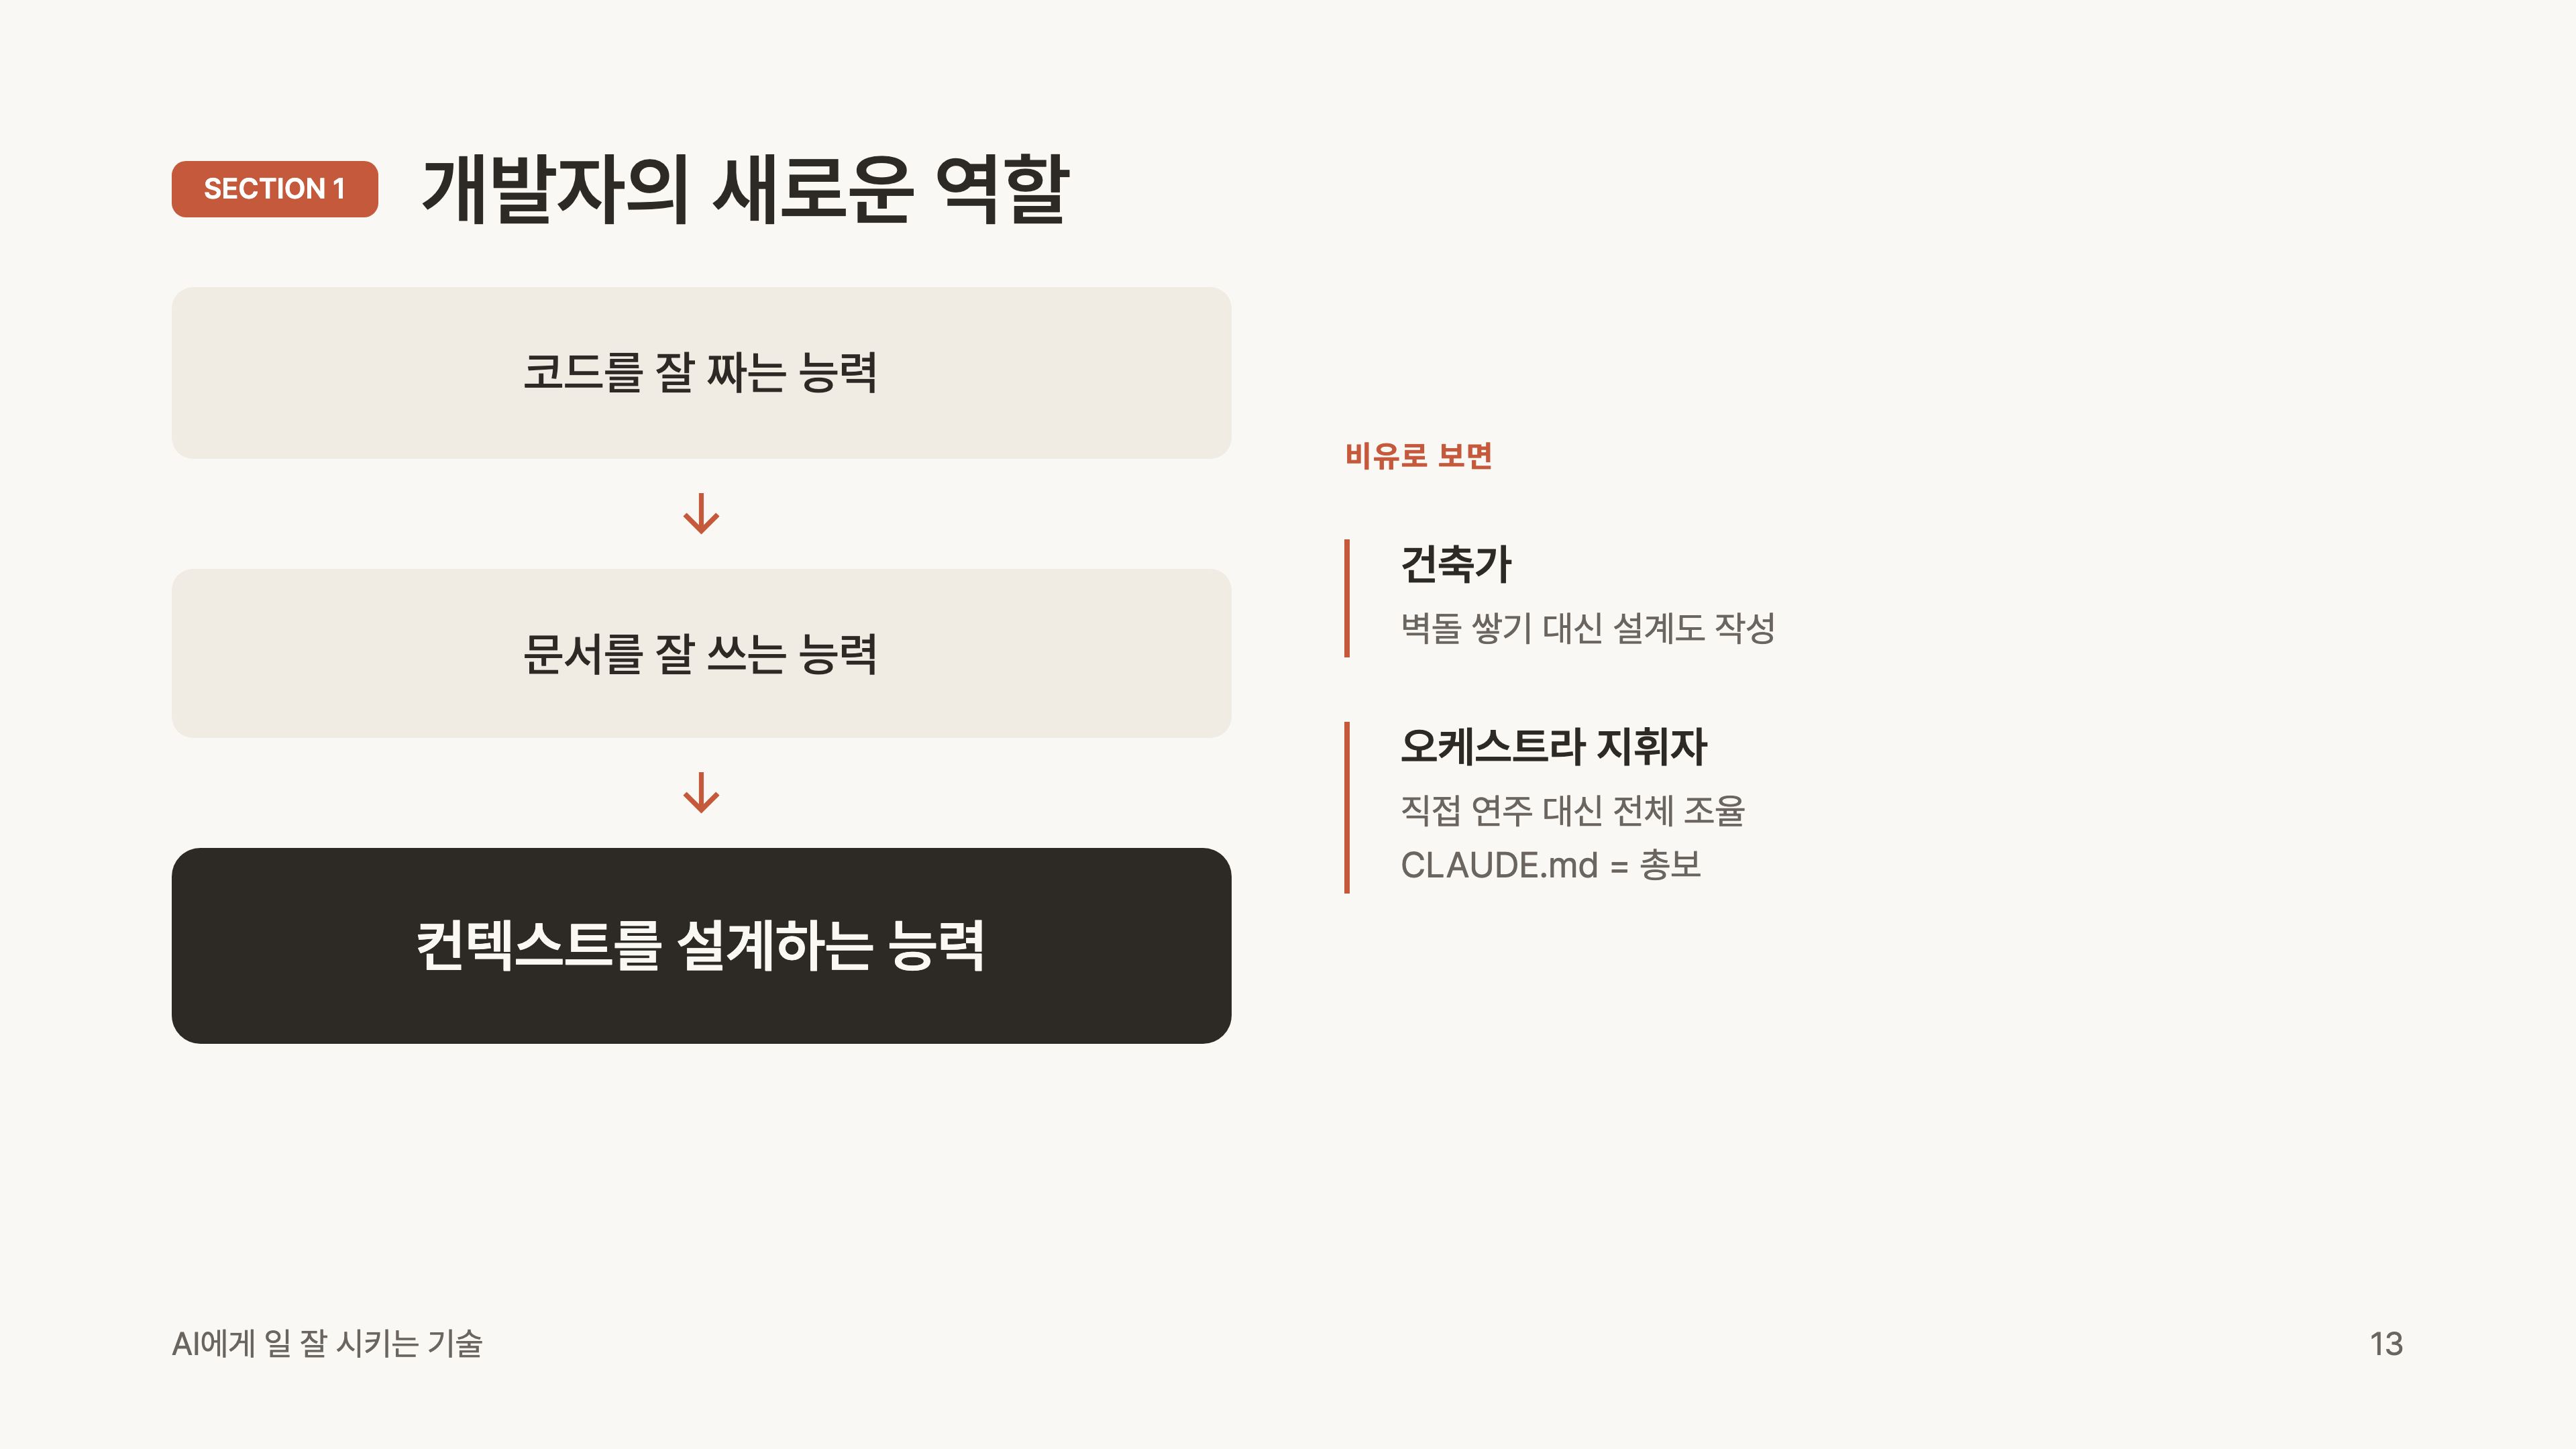 SECTION 1
개발자의 새로운 역할
코드를 잘 짜는 능력
↓
문서를 잘 쓰는 능력
↓
컨텍스트를 설계하는 능력
비유로 보면
건축가
벽돌 쌓기 대신 설계도 작성
오케스트라 지휘자
직접 연주 대신 전체 조율
CLAUDE.md = 총보
AI에게 일 잘 시키는 기술
13